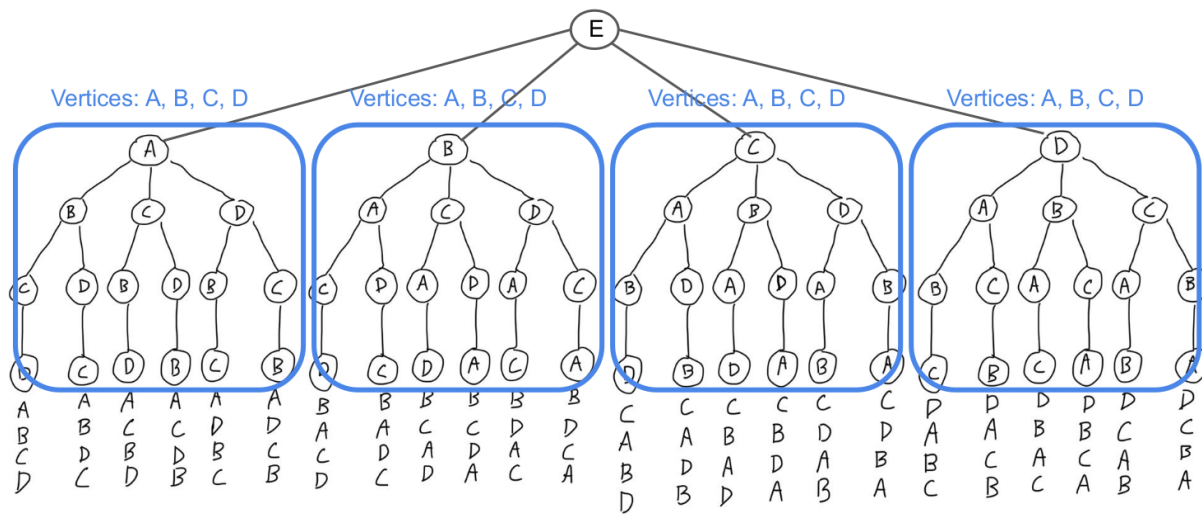 E
Vertices: A, B, C, D Vertices: A, B, C, D Vertices: A, B, C, D Vertices: A, B, C, D
A B C D
B C D A C D A B D A B C
C D B D B C C D A D A C B D A D A B B C A C A B
D C D B C B D C D A C A D B D A B A C B C A B A
A A A A A A B B B B B B C C C C C C D D D D D D
B B C C D D A A C C D D A A B B D D A A B B C C
C D B D B C C D A D A C B D A D A B B C A C A B
D C D B C B D C D A C A D B D A B A C B C A B A